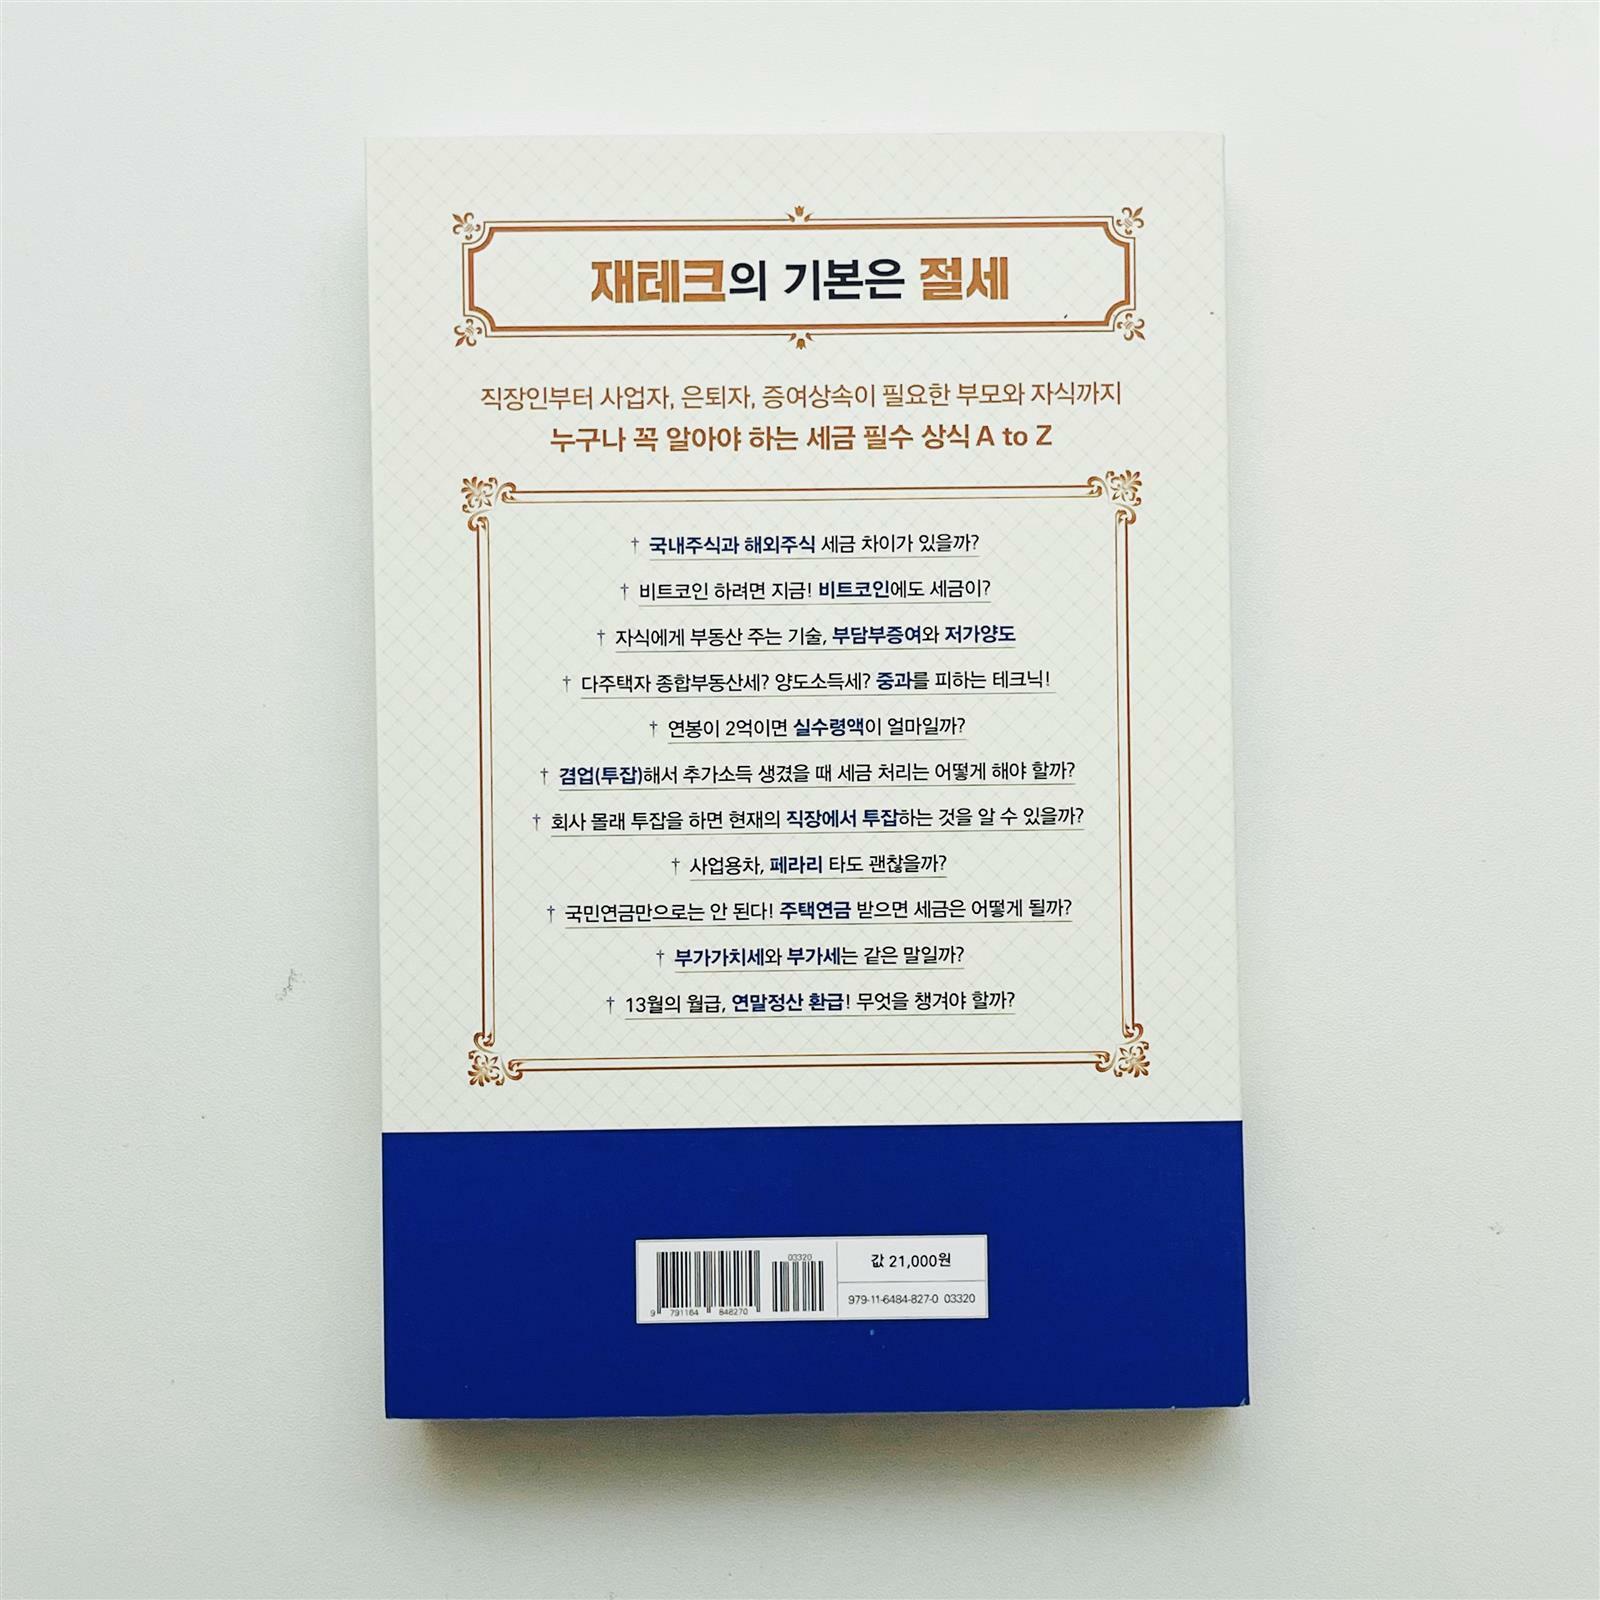 재테크의 기본은 절세
직장인부터 사업자, 은퇴자, 증여상속이 필요한 부모와 자식까지
누구나 꼭 알아야 하는 세금 필수 상식 A to Z
† 국내주식과 해외주식 세금 차이가 있을까?
† 비트코인 하려면 지금! 비트코인에도 세금이?
† 자식에게 부동산 주는 기술, 부담부증여와 저가양도
† 다주택자 종합부동산세? 양도소득세? 중과를 피하는 테크닉!
† 연봉이 2억이면 실수령액이 얼마일까?
† 겸업(투잡)해서 추가소득 생겼을 때 세금 처리는 어떻게 해야 할까?
† 회사 몰래 투잡을 하면 현재의 직장에서 투잡하는 것을 알 수 있을까?
† 사업용차, 페라리 타도 괜찮을까?
† 국민연금만으로는 안 된다! 주택연금 받으면 세금은 어떻게 될까?
† 부가가치세와 부가세는 같은 말일까?
† 13월의 월급, 연말정산 환급! 무엇을 챙겨야 할까?
03320
9 791164 848270
값 21,000원
979-11-6484-827-0 03320